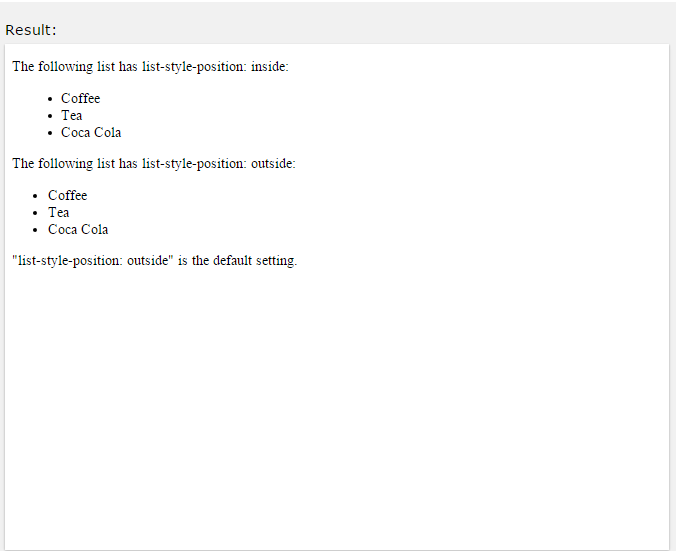 Result:
The following list has list-style-position: inside:
• Coffee
• Tea
• Coca Cola
The following list has list-style-position: outside:
• Coffee
• Tea
• Coca Cola
"list-style-position: outside" is the default setting.